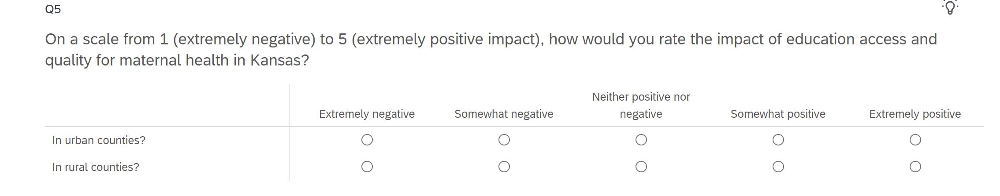 Q5
On a scale from 1 (extremely negative) to 5 (extremely positive impact), how would you rate the impact of education access and
quality for maternal health in Kansas?
Extremely negative Somewhat negative Neither positive nor negative Somewhat positive Extremely positive
In urban counties?
In rural counties?